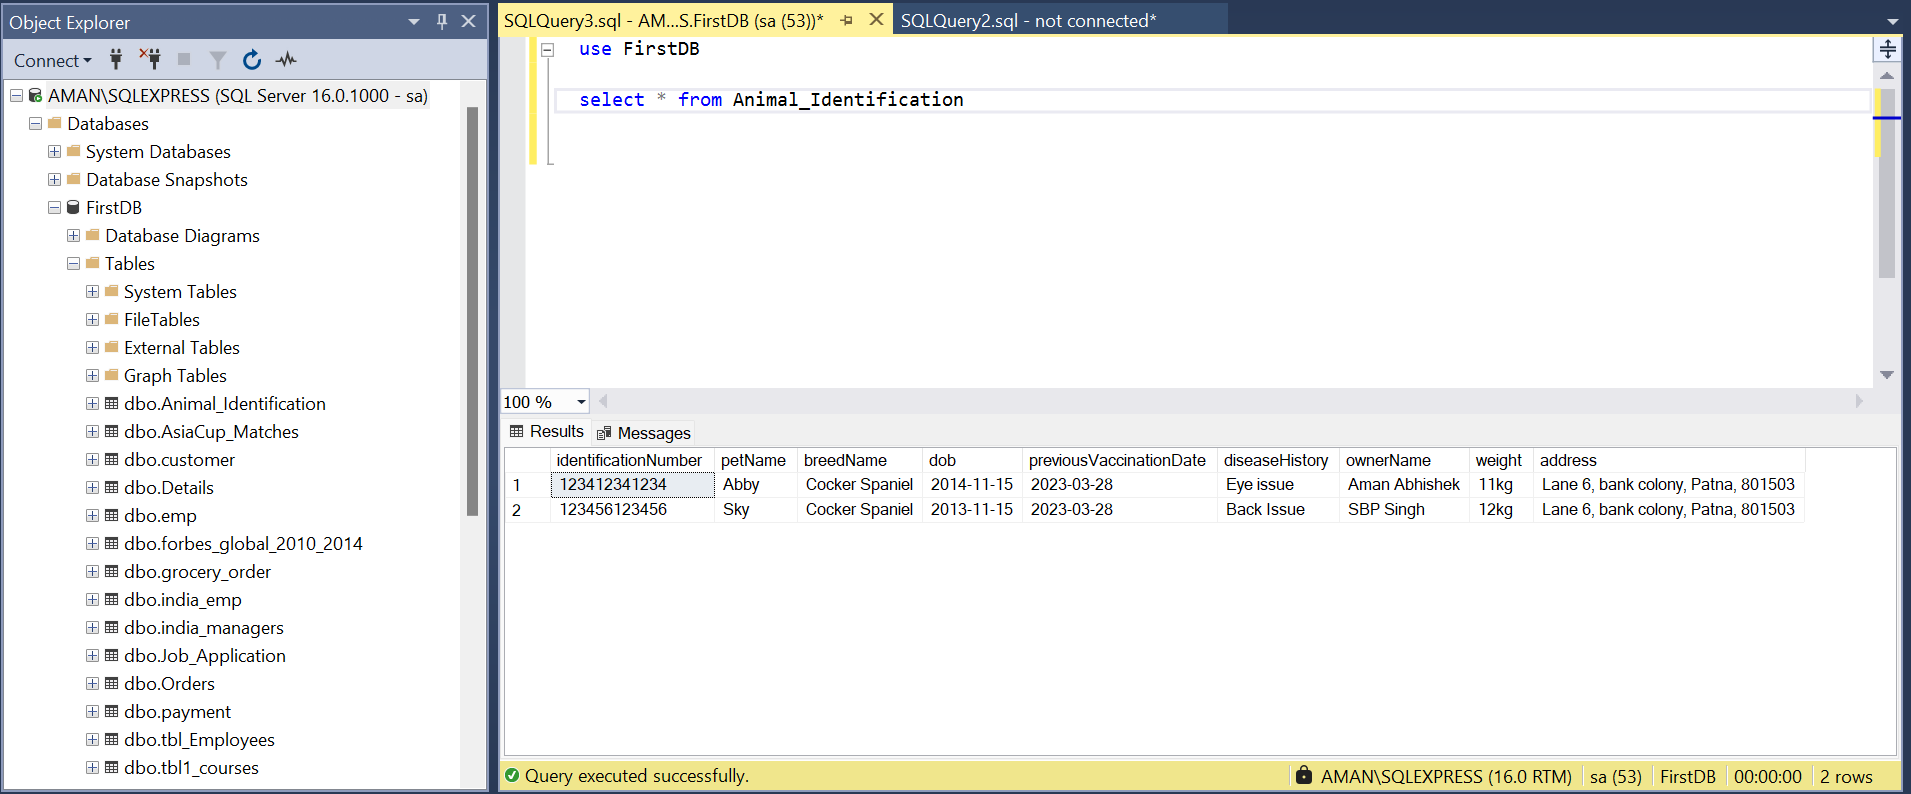 Object Explorer
Connect
AMAN\SQLEXPRESS (SQL Server 16.0.1000 - sa)
Databases
System Databases
Database Snapshots
FirstDB
Database Diagrams
Tables
System Tables
FileTables
External Tables
Graph Tables
dbo.Animal_Identification
dbo.AsiaCup_Matches
dbo.customer
dbo.Details
dbo.emp
dbo.forbes_global_2010_2014
dbo.grocery_order
dbo.india_emp
dbo.india_managers
dbo.Job_Application
dbo.Orders
dbo.payment
dbo.tbl_Employees
dbo.tbl1_courses
SQLQuery3.sql - AM...S.FirstDB (sa (53))* SQLQuery2.sql - not connected*
use FirstDB
select * from Animal_Identification
100 %
Results Messages
identificationNumber petName breedName dob previousVaccinationDate diseaseHistory ownerName weight address
1 123412341234 Abby Cocker Spaniel 2014-11-15 2023-03-28 Eye issue Aman Abhishek 11kg Lane 6, bank colony, Patna, 801503
2 123456123456 Sky Cocker Spaniel 2013-11-15 2023-03-28 Back Issue SBP Singh 12kg Lane 6, bank colony, Patna, 801503
Query executed successfully. AMAN\SQLEXPRESS (16.0 RTM) sa (53) FirstDB 00:00:00 2 rows